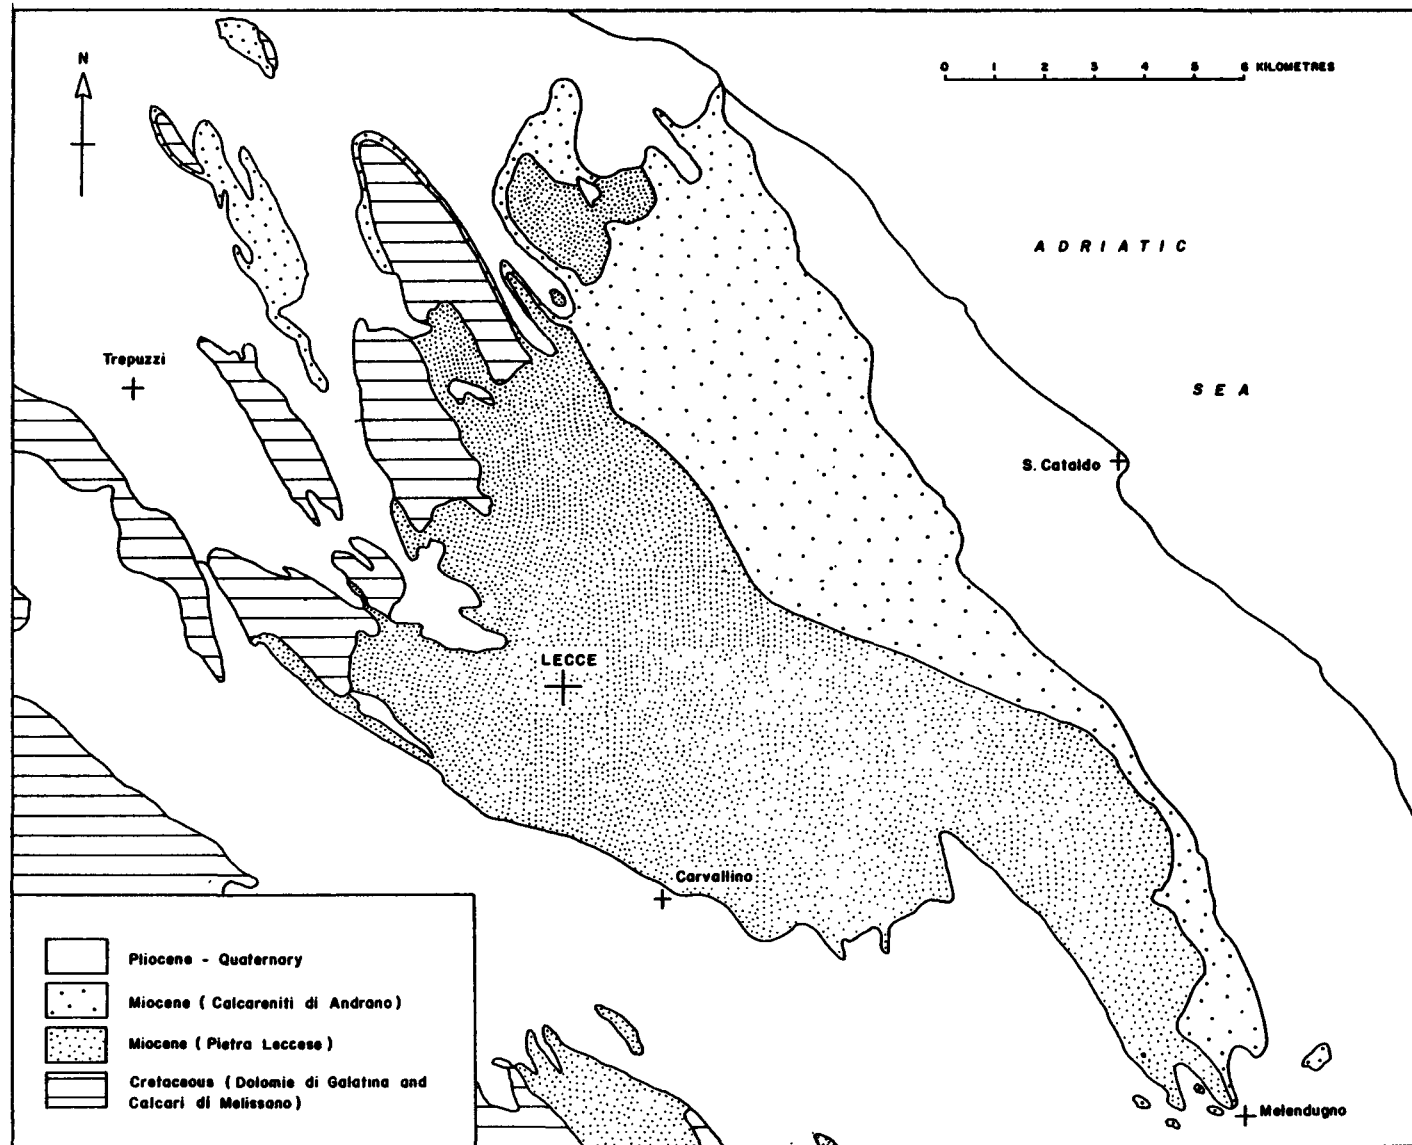 N
0 1 2 3 4 5 6 KILOMETRES
ADRIATIC
SEA
Trepuzzi
S. Cataldo
LECCE
Carvallino
Pliocene - Quaternary
Miocene ( Calcareniti di Andrano )
Miocene ( Pietra Leccese )
Cretaceous ( Dolomie di Galatina and
Calcari di Melissano )
Melendugno